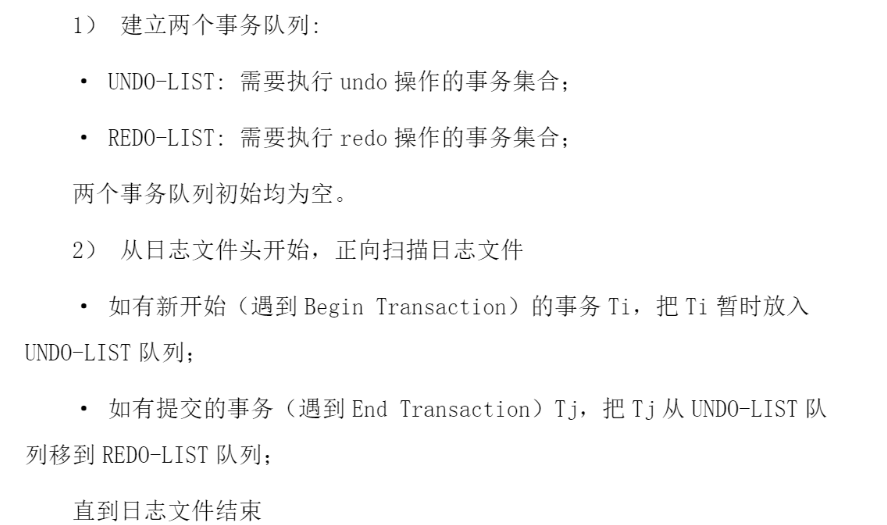 1） 建立两个事务队列:
• UNDO-LIST: 需要执行 undo 操作的事务集合；
• REDO-LIST: 需要执行 redo 操作的事务集合；
两个事务队列初始均为空。
2） 从日志文件头开始，正向扫描日志文件
• 如有新开始（遇到 Begin Transaction）的事务 Ti，把 Ti 暂时放入
UNDO-LIST 队列；
• 如有提交的事务（遇到 End Transaction）Tj，把 Tj 从 UNDO-LIST 队
列移到 REDO-LIST 队列；
直到日志文件结束